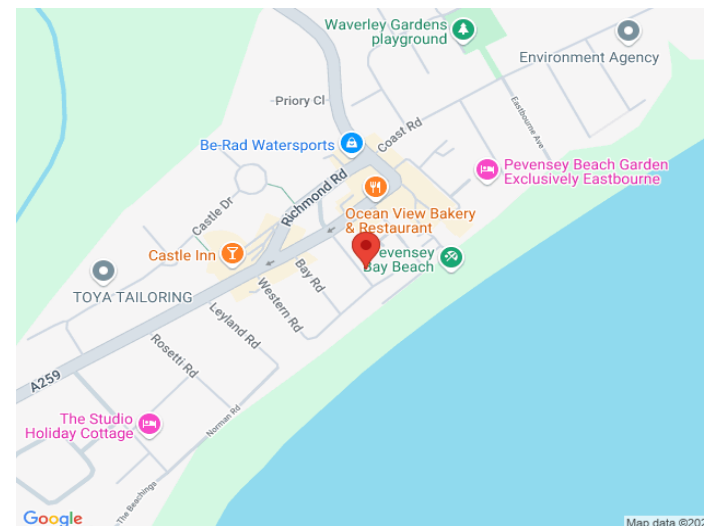 Waverley Gardens
playground
Environment Agency
Priory Cl
Eastbourne Ave
Coast Rd
Be-Rad Watersports
Pevensey Beach Garden
Exclusively Eastbourne
Richmond Rd
Castle Dr
Ocean View Bakery
& Restaurant
Castle Inn
Pevensey
Bay Beach
Bay Rd
TOYA TAILORING
Western Rd
Leyland Rd
Rosetti Rd
A259
The Studio
Holiday Cottage
Norman Rd
The Beachings
Google
Map data ©202